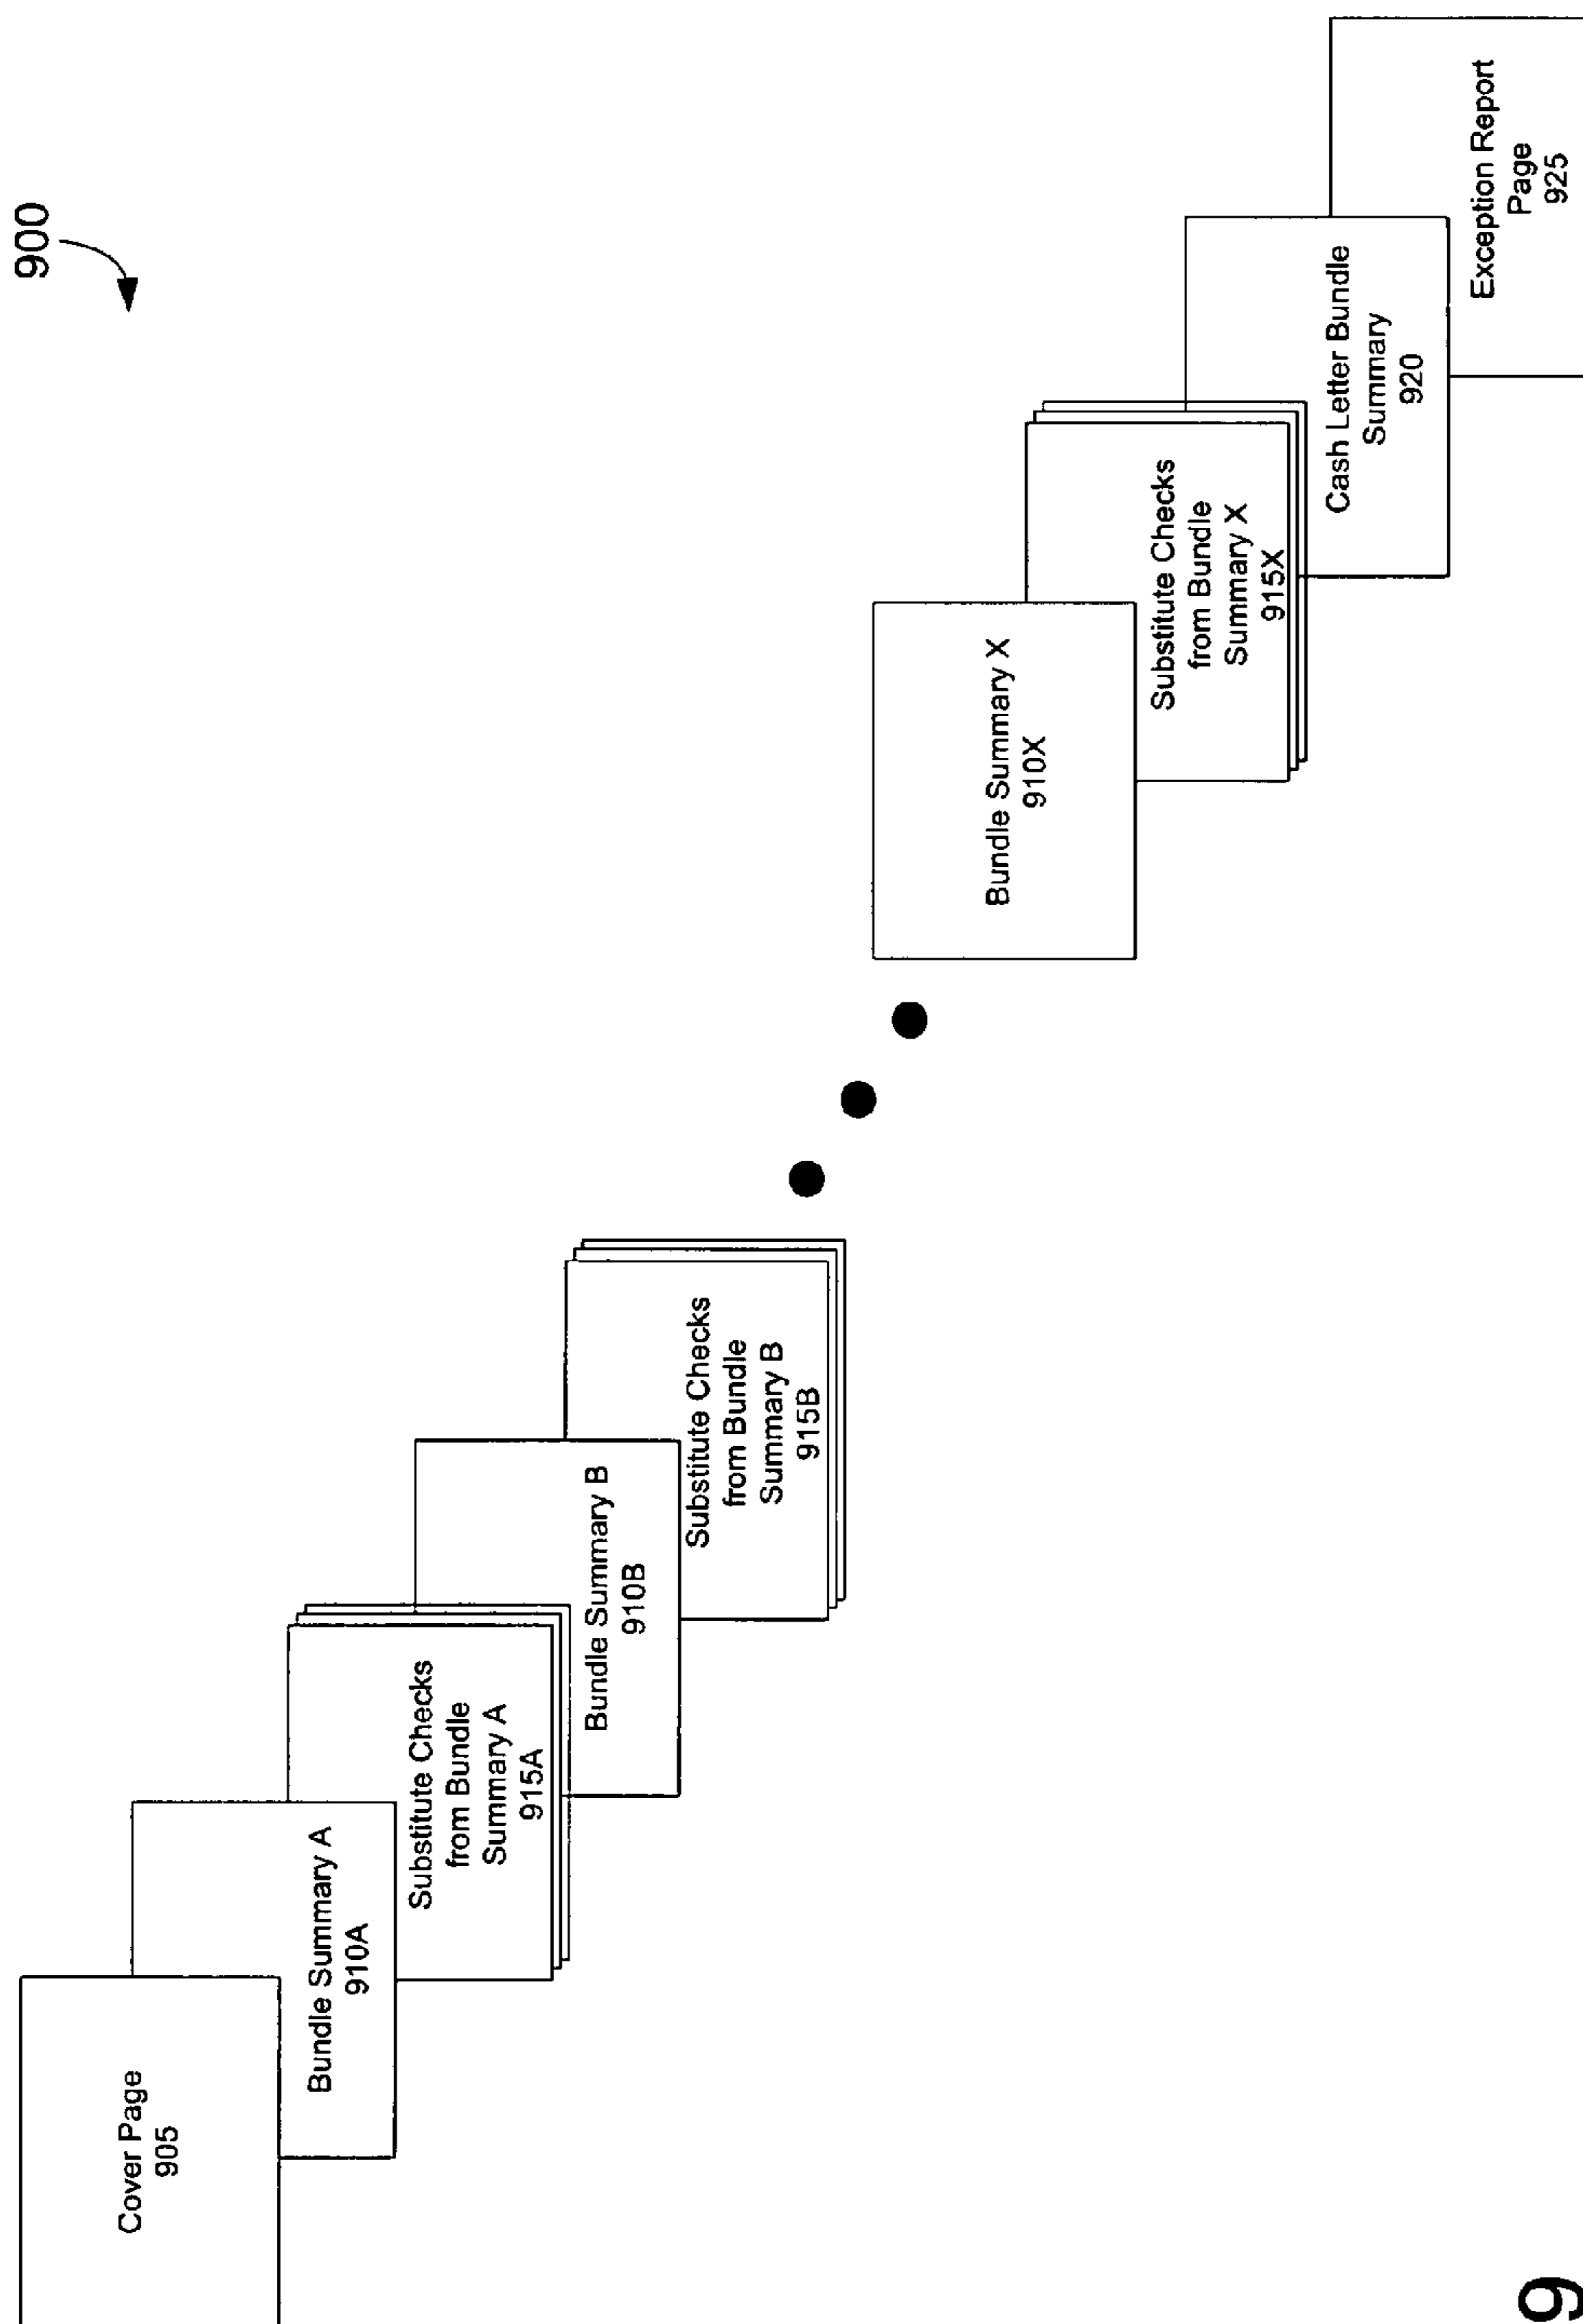 900
Cover Page
905
Bundle Summary A
910A
Substitute Checks
from Bundle
Summary A
915A
Bundle Summary B
910B
Substitute Checks
from Bundle
Summary B
915B
Bundle Summary X
910X
Substitute Checks
from Bundle
Summary X
915X
Cash Letter Bundle
Summary
920
Exception Report
Page
925
9